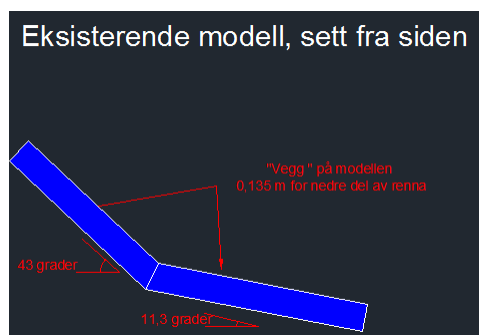 Eksisterende modell, sett fra siden
"Vegg " på modellen
0,135 m for nedre del av renna
43 grader
11,3 grader